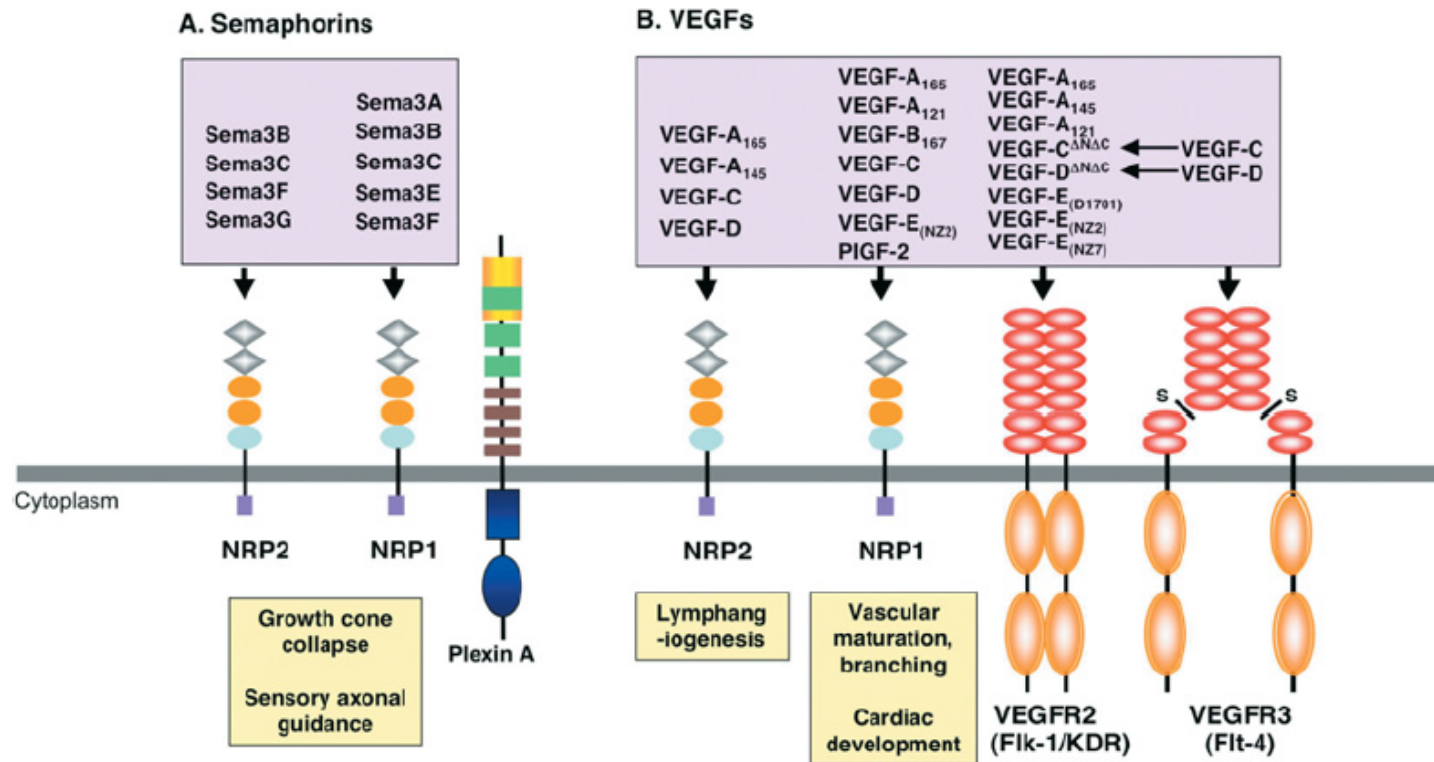 A. Semaphorins
Sema3B
Sema3C
Sema3F
Sema3G
Sema3A
Sema3B
Sema3C
Sema3E
Sema3F
Cytoplasm
NRP2
NRP1
Growth cone
collapse
Sensory axonal
guidance
Plexin A
B. VEGFs
VEGF-A₁₆₅
VEGF-A₁₄₅
VEGF-C
VEGF-D
VEGF-A₁₆₅
VEGF-A₁₂₁
VEGF-B₁₆₇
VEGF-C
VEGF-D
VEGF-E(NZ2)
PIGF-2
VEGF-A₁₆₅
VEGF-A₁₄₅
VEGF-A₁₂₁
VEGF-CΔNΔC
VEGF-DΔNΔC
VEGF-E(D1701)
VEGF-E(NZ2)
VEGF-E(NZ7)
VEGF-C
VEGF-D
S
S
NRP2
NRP1
Lymphang
-iogenesis
Vascular
maturation,
branching
Cardiac
development
VEGFR2
(Flk-1/KDR)
VEGFR3
(Flt-4)